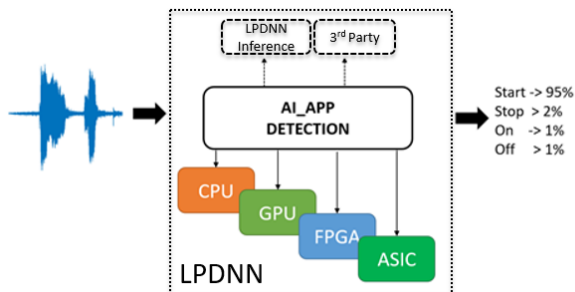 LPDNN
Inference
3rd Party
AI_APP
DETECTION
CPU
GPU
FPGA
ASIC
LPDNN
Start -> 95%
Stop > 2%
On -> 1%
Off > 1%